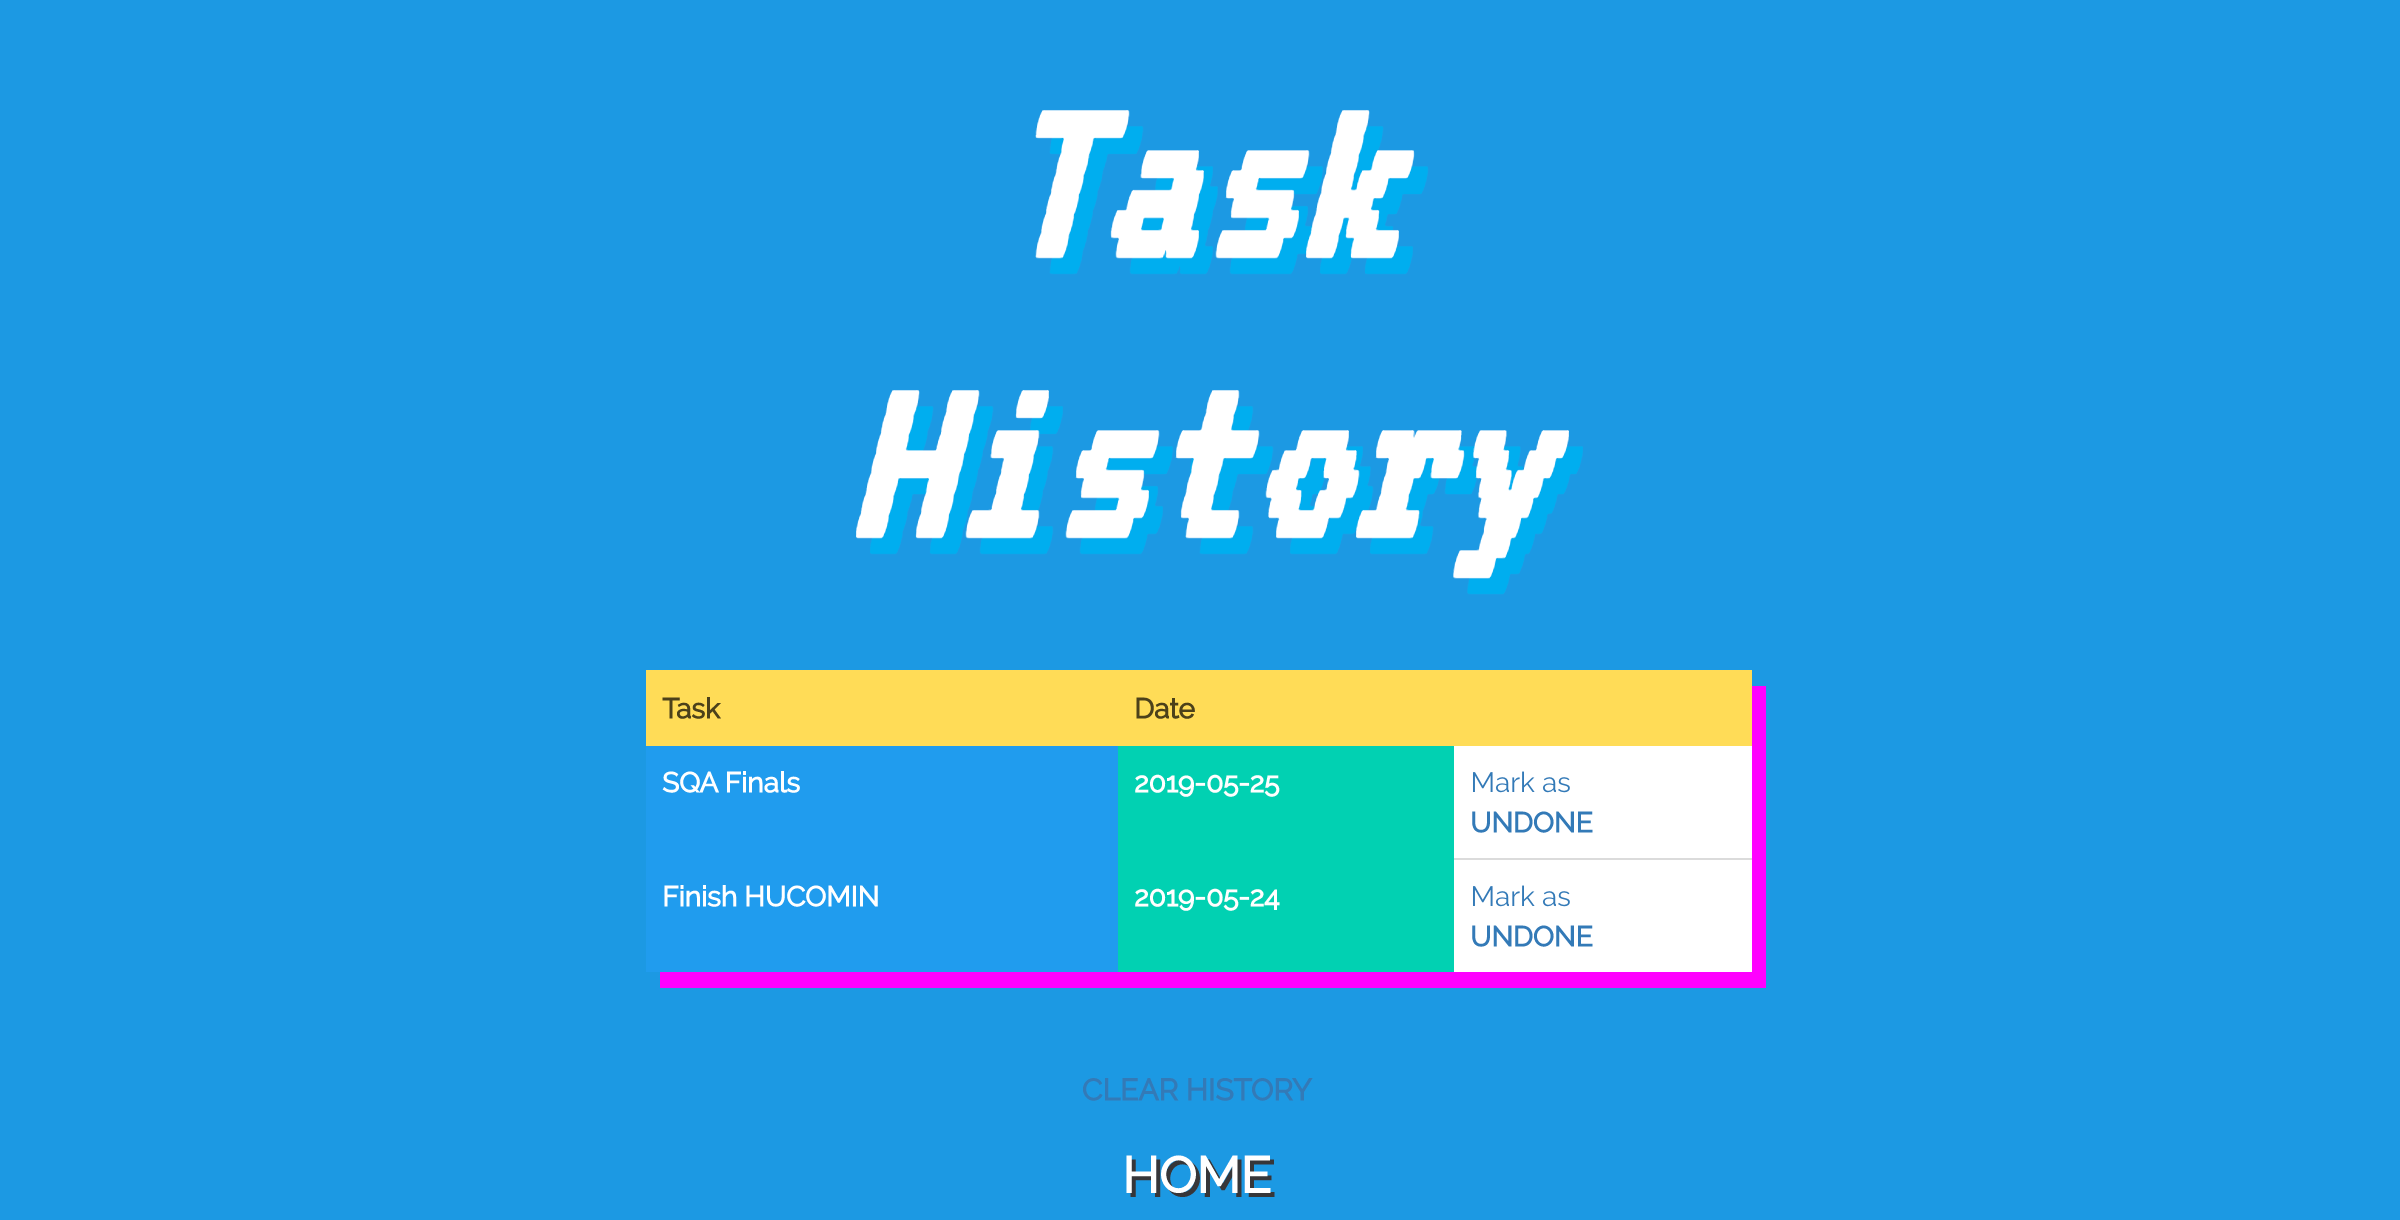 Task
History
Task Date
SQA Finals 2019-05-25 Mark as
UNDONE
Finish HUCOMIN 2019-05-24 Mark as
UNDONE
CLEAR HISTORY
HOME